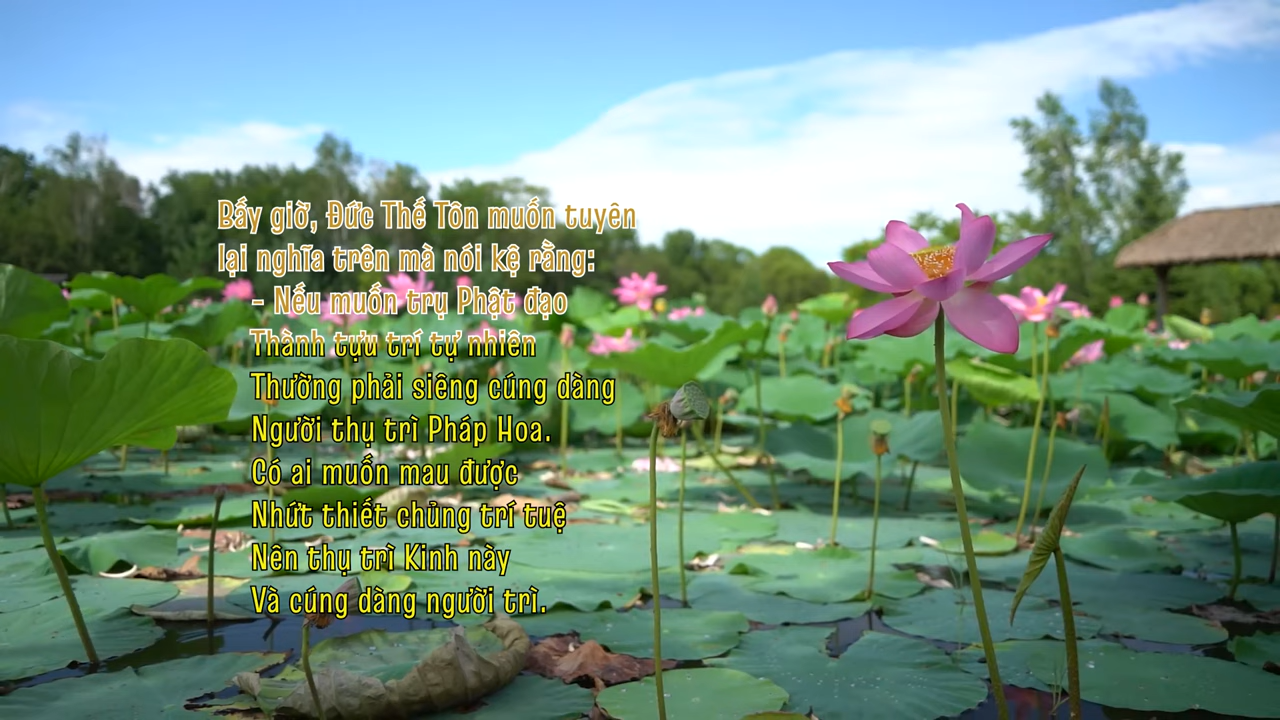 Bấy giờ, Đức Thế Tôn muốn tuyên
lại nghĩa trên mà nói kệ rằng:
- Nếu muốn trụ Phật đạo
Thành tựu trí tự nhiên
Thường phải siêng cúng dàng
Người thụ trì Pháp Hoa.
Có ai muốn mau được
Nhứt thiết chủng trí tuệ
Nên thụ trì Kinh này
Và cúng dàng người trì.